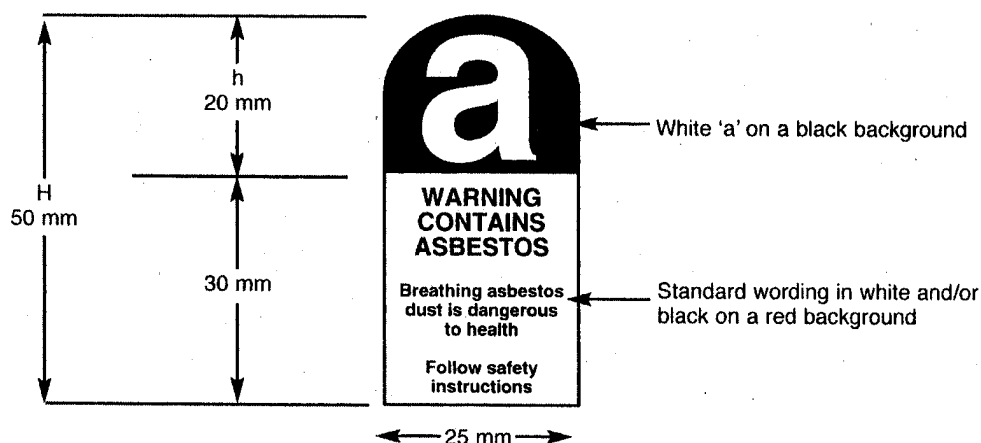 h
20 mm
H
50 mm
30 mm
a
WARNING
CONTAINS
ASBESTOS
Breathing asbestos
dust is dangerous
to health
Follow safety
instructions
25 mm
White ‘a’ on a black background
Standard wording in white and/or
black on a red background